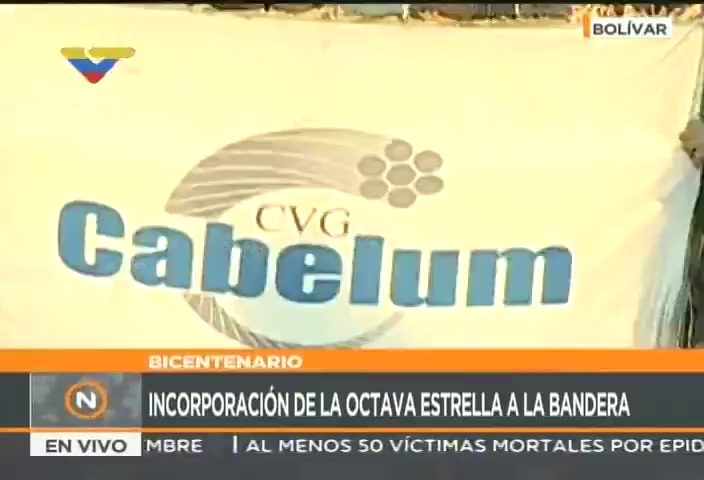 BOLÍVAR
CVG
Cabelum
BICENTENARIO
N
INCORPORACIÓN DE LA OCTAVA ESTRELLA A LA BANDERA
EN VIVO
MBRE | AL MENOS 50 VÍCTIMAS MORTALES POR EPID